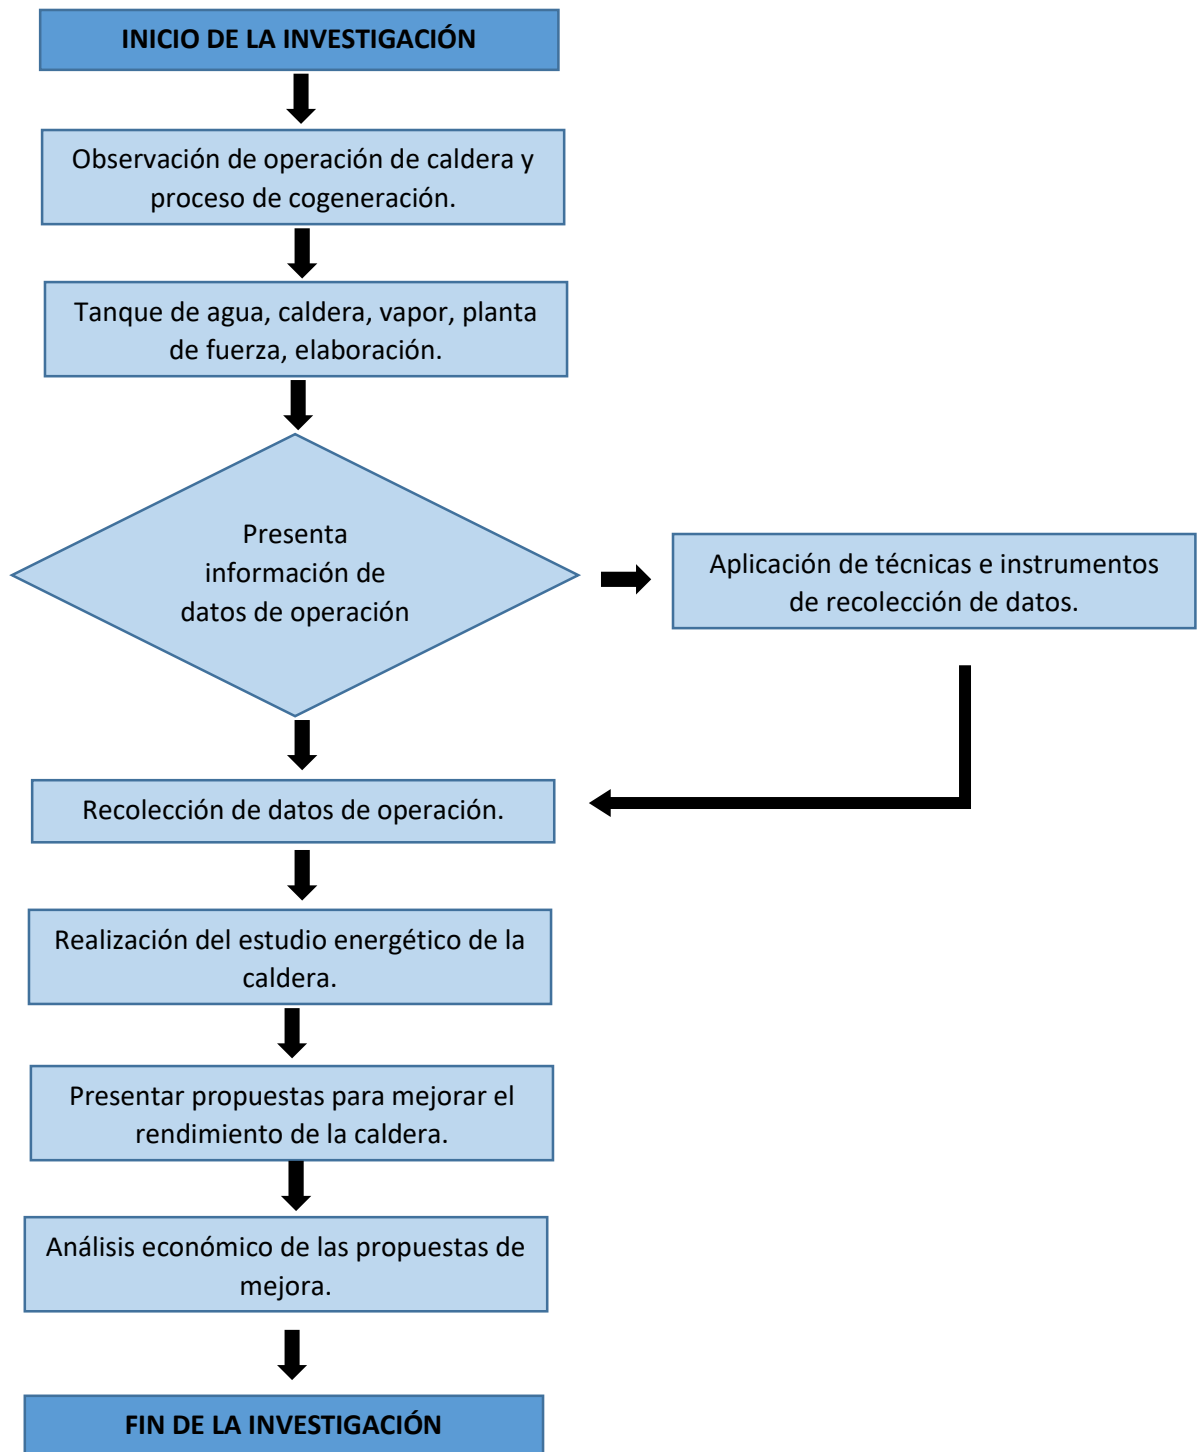 INICIO DE LA INVESTIGACIÓN
Observación de operación de caldera y
proceso de cogeneración.
Tanque de agua, caldera, vapor, planta
de fuerza, elaboración.
Presenta
información de
datos de operación
Aplicación de técnicas e instrumentos
de recolección de datos.
Recolección de datos de operación.
Realización del estudio energético de la
caldera.
Presentar propuestas para mejorar el
rendimiento de la caldera.
Análisis económico de las propuestas de
mejora.
FIN DE LA INVESTIGACIÓN